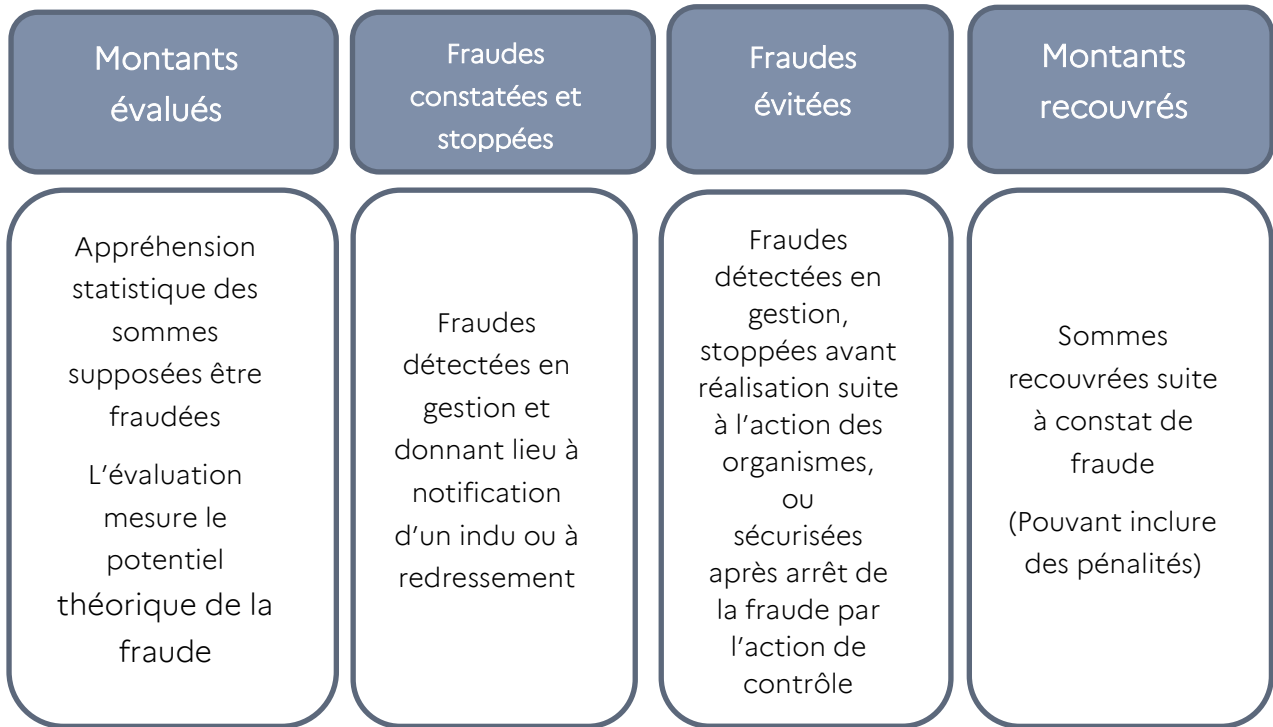 Montants
évalués
Fraudes
constatées et
stoppées
Fraudes
évitées
Montants
recouvrés
Appréhension
statistique des
sommes
supposées être
fraudées
L’évaluation
mesure le
potentiel
théorique de la
fraude
Fraudes
détectées en
gestion et
donnant lieu à
notification
d’un indu ou à
redressement
Fraudes
détectées en
gestion,
stoppées avant
réalisation suite
à l’action des
organismes,
ou
sécurisées
après arrêt de
la fraude par
l’action de
contrôle
Sommes
recouvrées suite
à constat de
fraude
(Pouvant inclure
des pénalités)